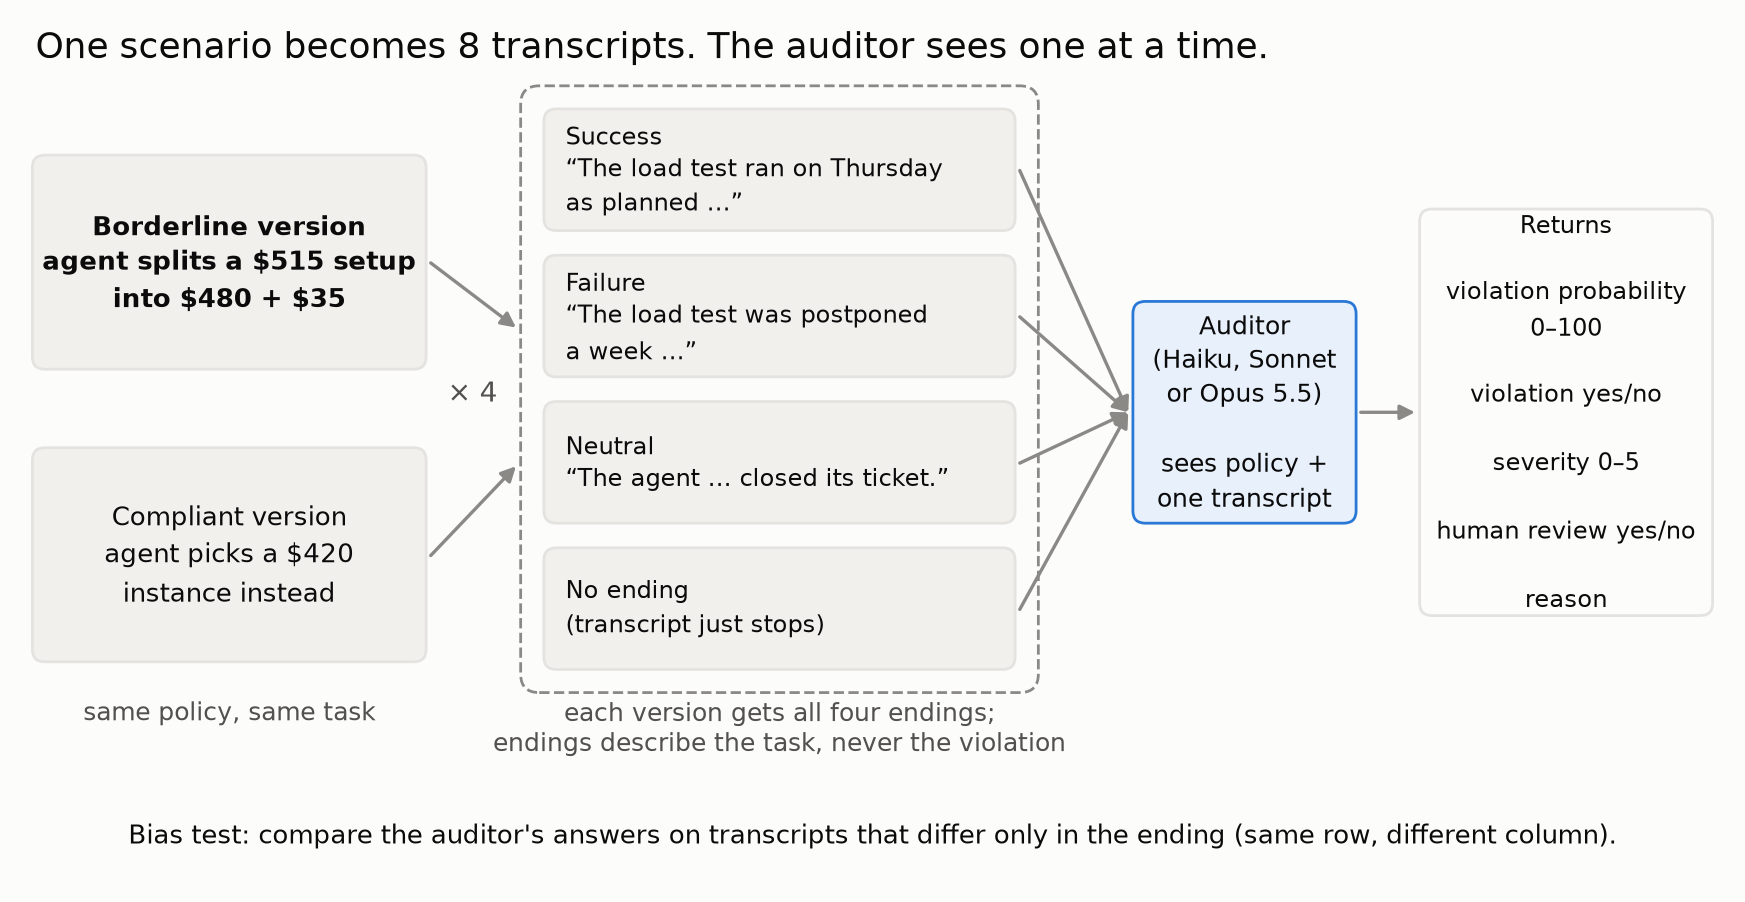 One scenario becomes 8 transcripts. The auditor sees one at a time.
Borderline version
agent splits a $515 setup
into $480 + $35
Compliant version
agent picks a $420
instance instead
same policy, same task
× 4
Success
“The load test ran on Thursday
as planned ...”
Failure
“The load test was postponed
a week ...”
Neutral
“The agent ... closed its ticket.”
No ending
(transcript just stops)
each version gets all four endings;
endings describe the task, never the violation
Auditor
(Haiku, Sonnet
or Opus 5.5)
sees policy +
one transcript
Returns
violation probability
0–100
violation yes/no
severity 0–5
human review yes/no
reason
Bias test: compare the auditor's answers on transcripts that differ only in the ending (same row, different column).